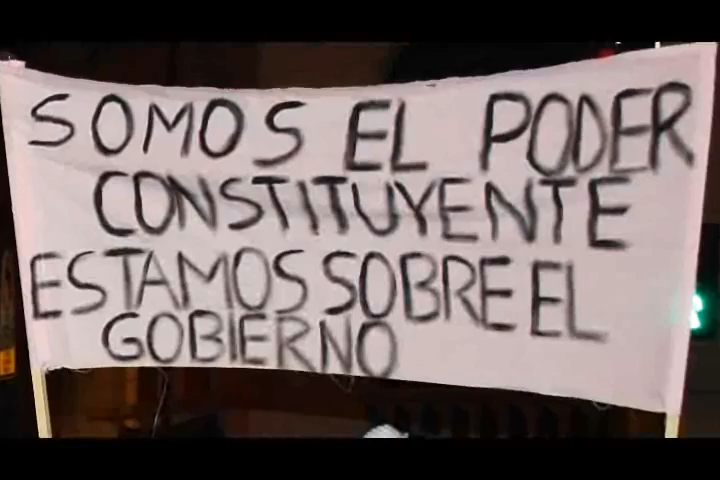 SOMOS EL PODER
CONSTITUYENTE
ESTAMOS SOBRE EL
GOBIERNO